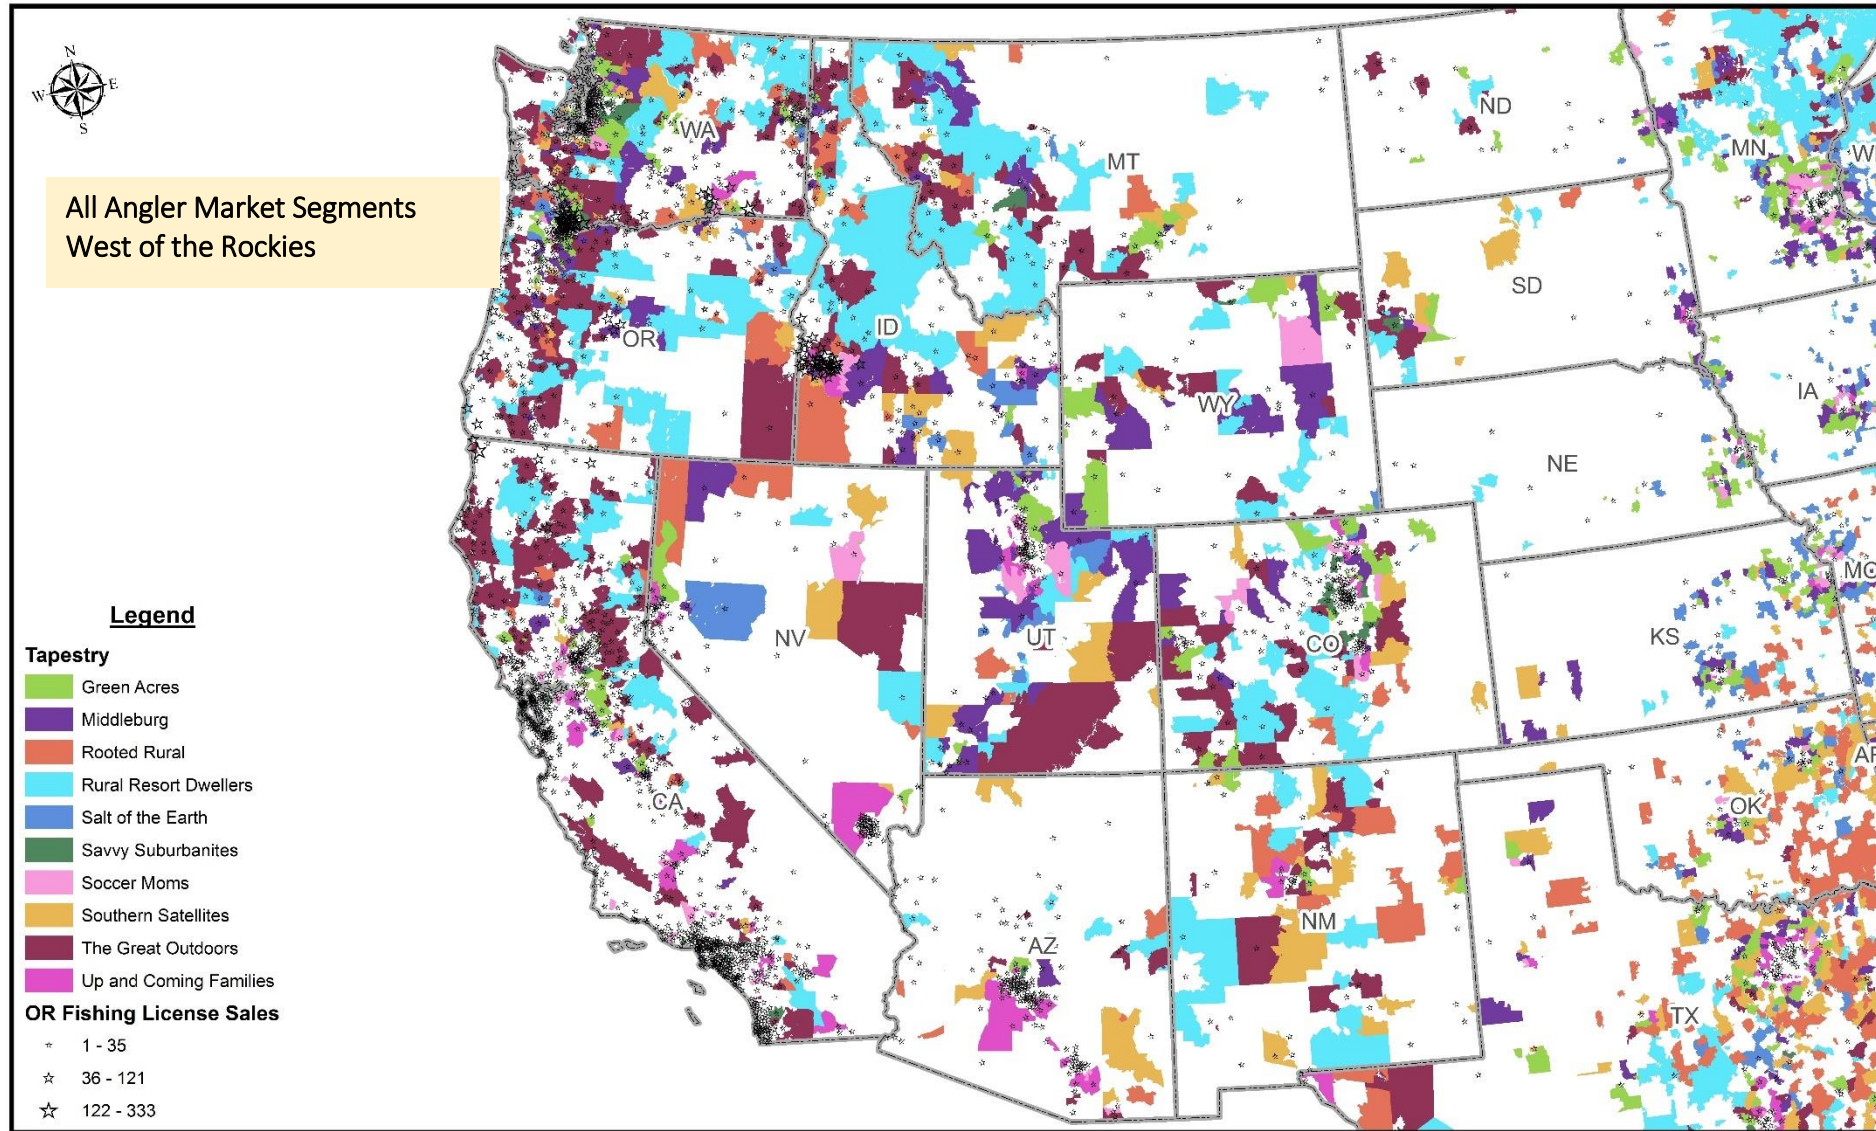 N
W E
S
All Angler Market Segments
West of the Rockies
WA
MT
ND
MN
W
OR
ID
SD
WY
IA
NE
NV
UT
CO
KS
MO
CA
OK
AR
AZ
NM
TX
Legend
Tapestry
Green Acres
Middleburg
Rooted Rural
Rural Resort Dwellers
Salt of the Earth
Savvy Suburbanites
Soccer Moms
Southern Satellites
The Great Outdoors
Up and Coming Families
OR Fishing License Sales
1 - 35
36 - 121
122 - 333